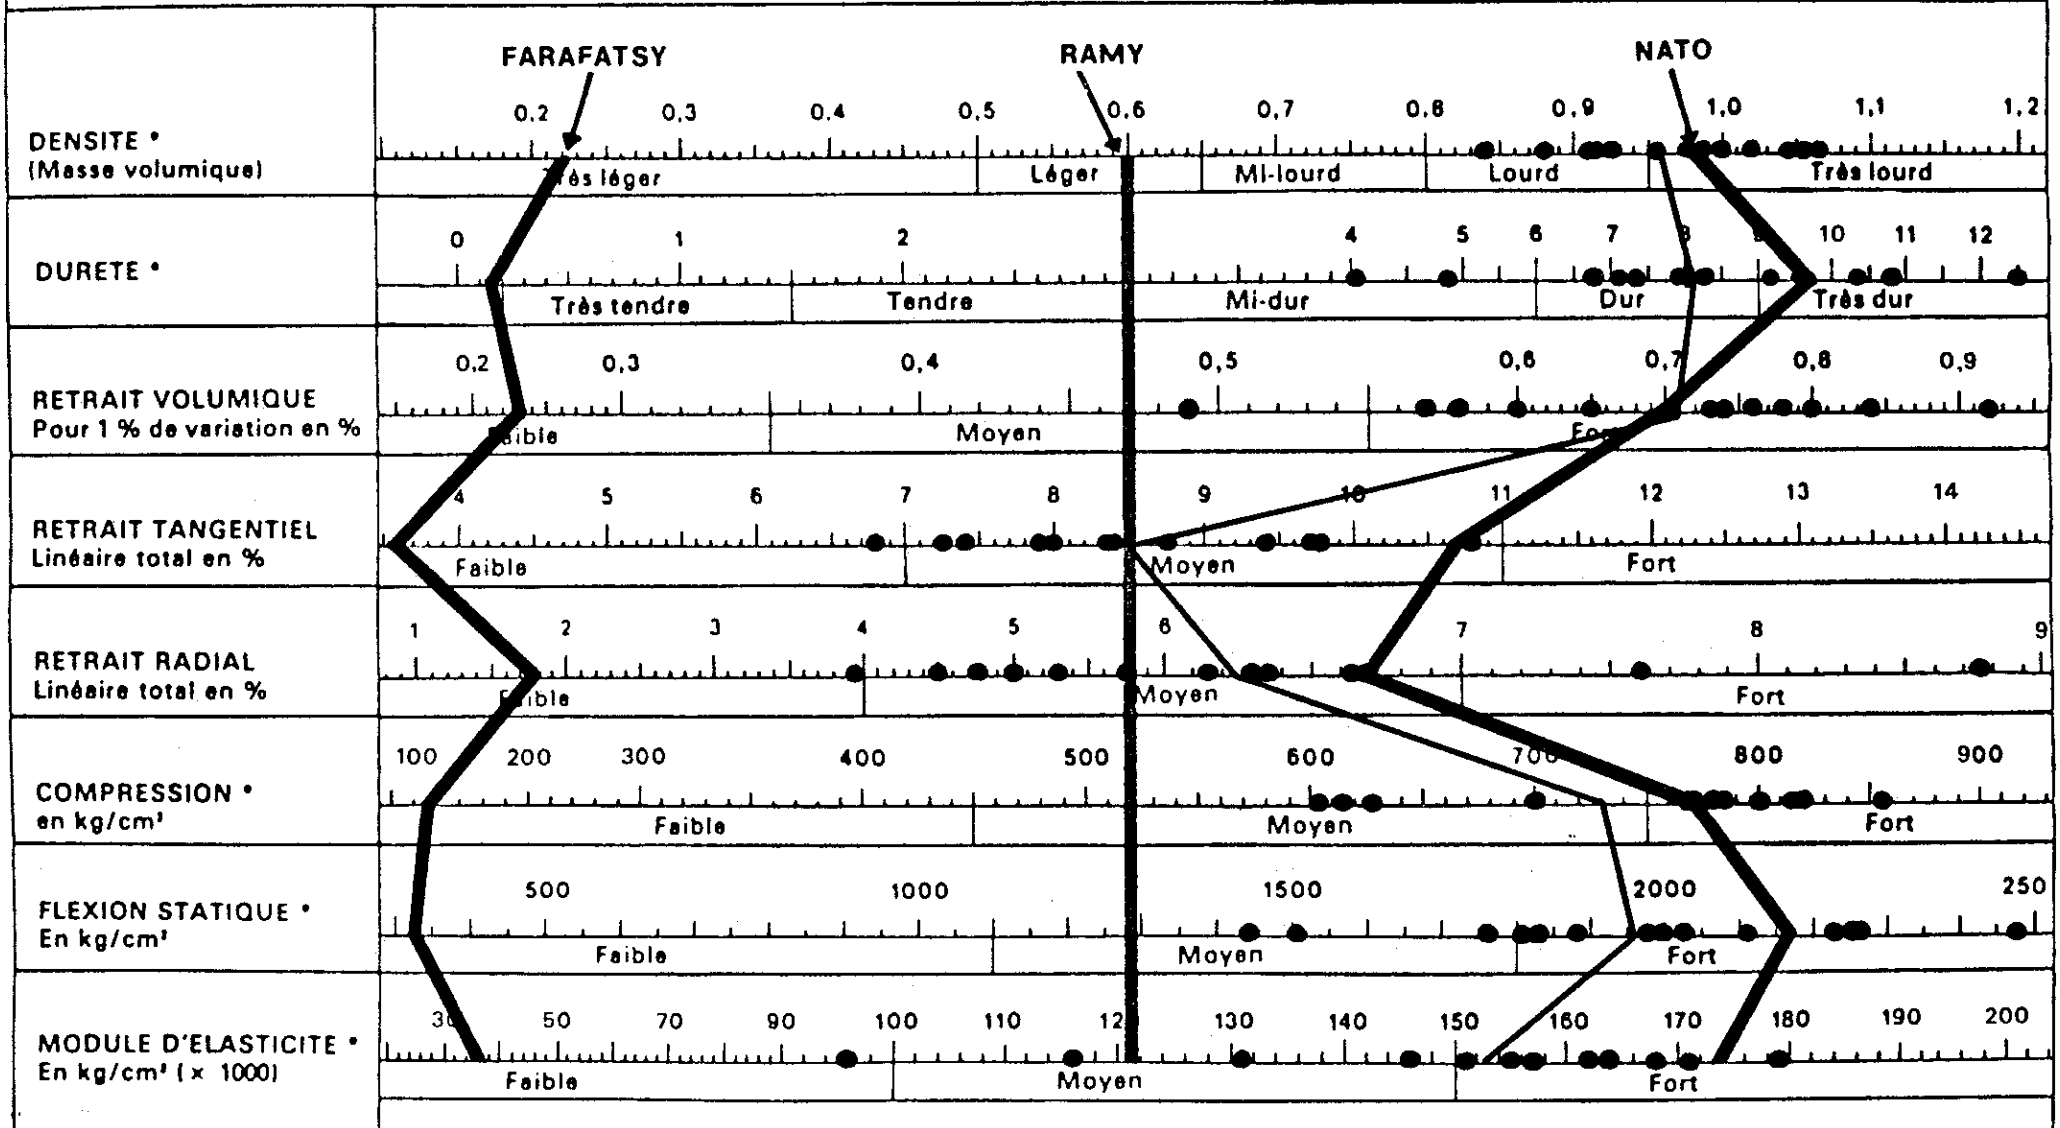 FARAFATSY RAMY NATO
0,2 0,3 0,4 0,5 0,6 0,7 0,8 0,9 1,0 1,1 1,2
DENSITE *
(Masse volumique)
Très léger Léger Mi-lourd Lourd Très lourd
0 1 2 4 5 6 7 8 9 10 11 12
DURETE *
Très tendre Tendre Mi-dur Dur Très dur
0,2 0,3 0,4 0,5 0,6 0,7 0,8 0,9
RETRAIT VOLUMIQUE
Pour 1 % de variation en %
Faible Moyen Fort
4 5 6 7 8 9 10 11 12 13 14
RETRAIT TANGENTIEL
Linéaire total en %
Faible Moyen Fort
1 2 3 4 5 6 7 8 9
RETRAIT RADIAL
Linéaire total en %
Faible Moyen Fort
100 200 300 400 500 600 700 800 900
COMPRESSION *
en kg/cm²
Faible Moyen Fort
500 1000 1500 2000 250
FLEXION STATIQUE *
En kg/cm²
Faible Moyen Fort
30 50 70 90 100 110 12 130 140 150 160 170 180 190 200
MODULE D'ELASTICITE *
En kg/cm² ( x 1000)
Faible Moyen Fort